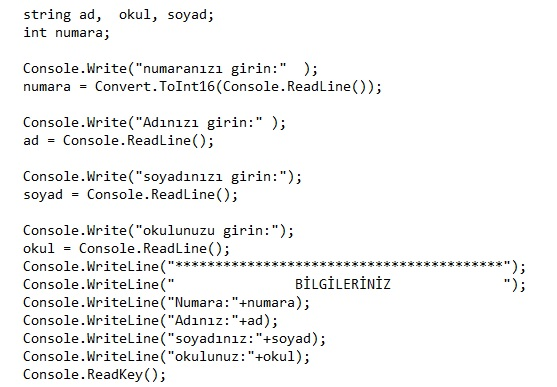 string ad,  okul, soyad;
int numara;

Console.Write("numaranızı girin:"  );
numara = Convert.ToInt16(Console.ReadLine());

Console.Write("Adınızı girin:" );
ad = Console.ReadLine();

Console.Write("soyadınızı girin:");
soyad = Console.ReadLine();

Console.Write("okulunuzu girin:");
okul = Console.ReadLine();
Console.WriteLine("*****************************************");
Console.WriteLine("               BİLGİLERİNİZ              ");
Console.WriteLine("Numara:"+numara);
Console.WriteLine("Adınız:"+ad);
Console.WriteLine("soyadınız:"+soyad);
Console.WriteLine("okulunuz:"+okul);
Console.ReadKey();